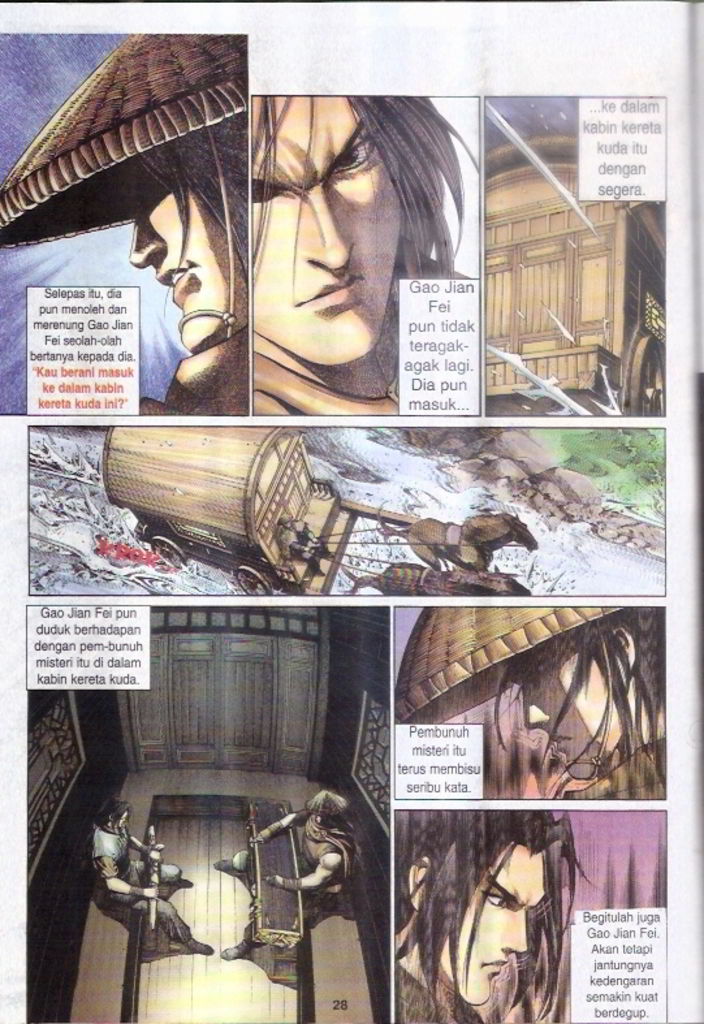 Selepas itu, dia
pun menoleh dan
merenung Gao Jian
Fei seolah-olah
bertanya kepada dia.
"Kau berani masuk
ke dalam kabin
kereta kuda ini?"
Gao Jian
Fei
pun tidak
teragak-
agak lagi.
Dia pun
masuk...
...ke dalam
kabin kereta
kuda itu
dengan
segera.
Gao Jian Fei pun
duduk berhadapan
dengan pem-bunuh
misteri itu di dalam
kabin kereta kuda.
Pembunuh
misteri itu
terus membisu
seribu kata.
Begitulah juga
Gao Jian Fei.
Akan tetapi
jantungnya
kedengaran
semakin kuat
berdegup.
28